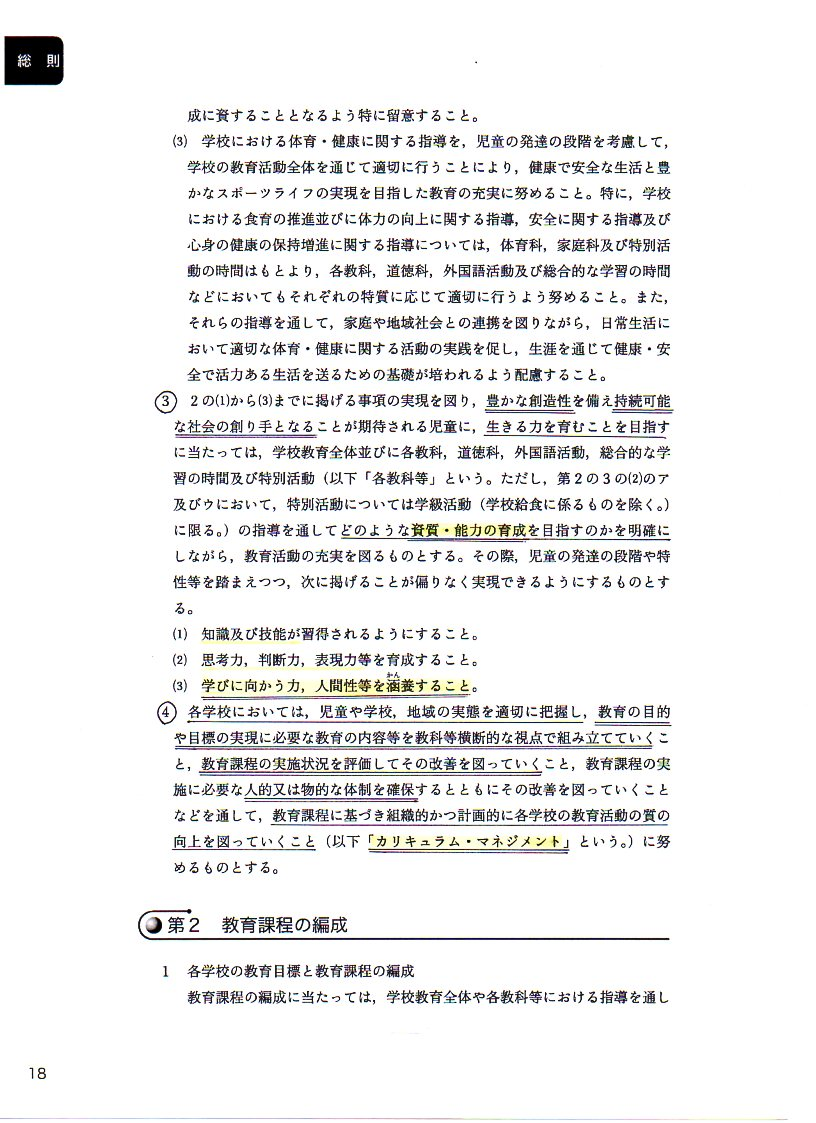 総則
成に資することとなるよう特に留意すること。
⑶ 学校における体育・健康に関する指導を，児童の発達の段階を考慮して，
学校の教育活動全体を通じて適切に行うことにより，健康で安全な生活と豊
かなスポーツライフの実現を目指した教育の充実に努めること。特に，学校
における食育の推進並びに体力の向上に関する指導，安全に関する指導及び
心身の健康の保持増進に関する指導については，体育科，家庭科及び特別活
動の時間はもとより，各教科，道徳科，外国語活動及び総合的な学習の時間
などにおいてもそれぞれの特質に応じて適切に行うよう努めること。また，
それらの指導を通して，家庭や地域社会との連携を図りながら，日常生活に
おいて適切な体育・健康に関する活動の実践を促し，生涯を通じて健康・安
全で活力ある生活を送るための基礎が培われるよう配慮すること。
3 2の⑴から⑶までに掲げる事項の実現を図り，豊かな創造性を備え持続可能
な社会の創り手となることが期待される児童に，生きる力を育むことを目指す
に当たっては，学校教育全体並びに各教科，道徳科，外国語活動，総合的な学
習の時間及び特別活動（以下「各教科等」という。ただし，第2の3の⑵のア
及びウにおいて，特別活動については学級活動（学校給食に係るものを除く。）
に限る。）の指導を通してどのような資質・能力の育成を目指すのかを明確に
しながら，教育活動の充実を図るものとする。その際，児童の発達の段階や特
性等を踏まえつつ，次に掲げることが偏りなく実現できるようにするものとす
る。
⑴ 知識及び技能が習得されるようにすること。
⑵ 思考力，判断力，表現力等を育成すること。
かん
⑶ 学びに向かう力，人間性等を涵養すること。
4 各学校においては，児童や学校，地域の実態を適切に把握し，教育の目的
や目標の実現に必要な教育の内容等を教科等横断的な視点で組み立てていくこ
と，教育課程の実施状況を評価してその改善を図っていくこと，教育課程の実
施に必要な人的又は物的な体制を確保するとともにその改善を図っていくこと
などを通して，教育課程に基づき組織的かつ計画的に各学校の教育活動の質の
向上を図っていくこと（以下「カリキュラム・マネジメント」という。）に努
めるものとする。
第2 教育課程の編成
1 各学校の教育目標と教育課程の編成
教育課程の編成に当たっては，学校教育全体や各教科等における指導を通し
18